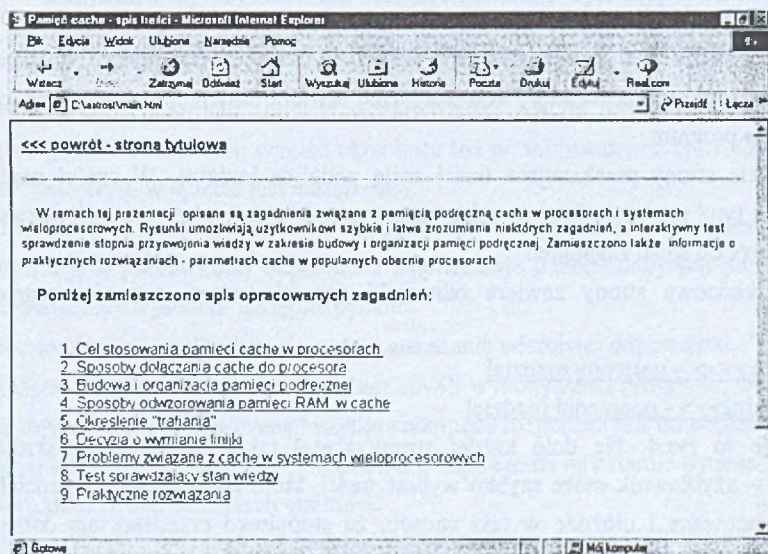 Pamięć cache - spis treści - Microsoft Internet Explorer
Plik Edycja Widok Ulubione Narzędzia Pomoc
Wstecz Zatrzymaj Odśwież Start Wyszukaj Ulubione Historia Poczta Drukuj Edytuj Real.com
Adres C:\astrost\main.html Przejdź Łącza
<<< powrót - strona tytułowa
W ramach tej prezentacji opisane są zagadnienia związane z pamięcią podręczną cache w procesorach i systemach
wieloprocesorowych. Rysunki umożliwiają użytkownikowi szybkie i łatwe zrozumienie niektórych zagadnień, a interaktywny test
sprawdzenie stopnia przyswojenia wiedzy w zakresie budowy i organizacji pamięci podręcznej. Zamieszczono także informacje o
praktycznych rozwiązaniach - parametrach cache w popularnych obecnie procesorach.
Poniżej zamieszczono spis opracowanych zagadnień:
1. Cel stosowania pamięci cache w procesorach
2. Sposoby dołączania cache do procesora
3. Budowa i organizacja pamięci podręcznej
4. Sposoby odwzorowania pamięci RAM w cache
5. Określenie "trafiania"
6. Decyzja o wymianie linijki
7. Problemy związane z cache w systemach wieloprocesorowych
8. Test sprawdzający stan wiedzy
9. Praktyczne rozwiązania
Gotowe Mój komputer